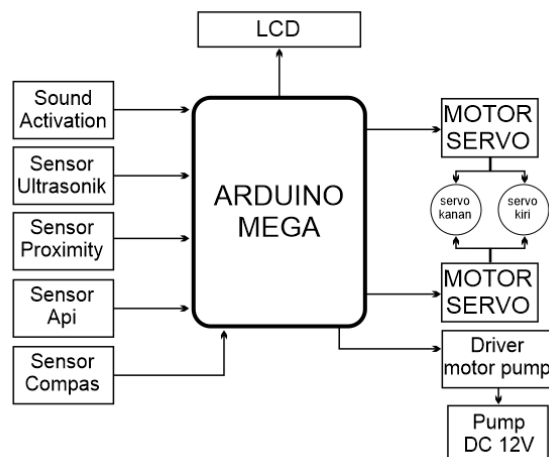 LCD
Sound
Activation
Sensor
Ultrasonik
Sensor
Proximity
Sensor
Api
Sensor
Compas
ARDUINO
MEGA
MOTOR
SERVO
servo
kanan
servo
kiri
MOTOR
SERVO
Driver
motor pump
Pump
DC 12V